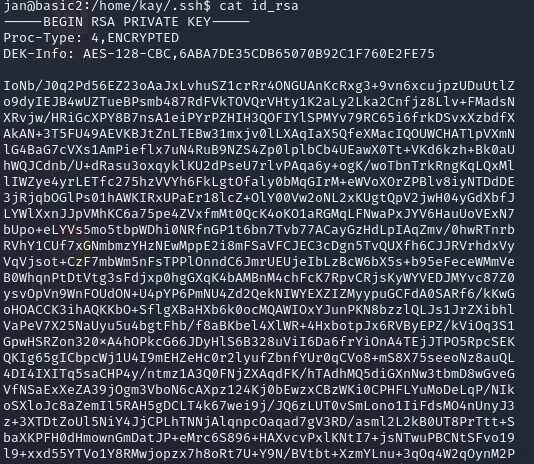 jan@basic2:/home/kay/.ssh$ cat id_rsa
-----BEGIN RSA PRIVATE KEY-----
Proc-Type: 4,ENCRYPTED
DEK-Info: AES-128-CBC,6ABA7DE35CDB65070B92C1F760E2FE75
IoNb/J0q2Pd56EZ23oAaJxLvhuSZ1crRr4ONGUAnKcRxg3+9vn6xcujpzUDuUtlZ
o9dyIEJB4wUZTueBPsmb487RdFVkTOVQrVHty1K2aLy2Lka2Cnfjz8Llv+FMadsN
XRvjw/HRiGcXPY8B7nsA1eiPYrPZHIH3QOFIYlSPMYv79RC65i6frkDSvxXzbdfX
AkAN+3T5FU49AEVKBJtZnLTEBw31mxjv0lLXAqIaX5QfeXMacIQOUWCHATlpVXmN
lG4BaG7cVXs1AmPieflx7uN4RuB9NZS4Zp0lplbCb4UEawX0Tt+VKd6kzh+Bk0aU
hWQJCdnb/U+dRasu3oxqyklKU2dPseU7rlvPAqa6y+ogK/woTbnTrkRngKqLQxMl
lIWZye4yrLETfc275hzVVYh6FkLgtOfaly0bMqGIrM+eWVoXOrZPBlv8iyNTDdDE
3jRjqbOGlPs01hAWKIRxUPaEr18lcZ+OlY00Vw2oNL2xKUgtQpV2jwH04yGdXbfJ
LYWlXxnJJpVMhKC6a75pe4ZVxfmMt0QcK4oKO1aRGMqLFNwaPxJYV6HauUoVExN7
bUpo+eLYVs5mo5tbpWDhi0NRfnGP1t6bn7Tvb77ACayGzHdLpIAqZmv/0hwRTnrb
RVhY1CUf7xGNmbmzYHzNEwMppE2i8mFSaVFCJEC3cDgn5TvQUXfh6CJJRVrhdxVy
VqVjsot+CzF7mbWm5nFsTPPlOnndC6JmrUEUjeIbLzBcW6bX5s+b95eFeceWMmVe
B0WhqnPtDtVtg3sFdjxp0hgGXqK4bAMBnM4chFcK7RpvCRjsKyWYVEDJMYvc87Z0
ysvOpVn9WnFOUdON+U4pYP6PmNU4Zd2QekNIWYEXZIZMyypuGCFdA0SARf6/kKwG
oHOACCK3ihAQKKbO+SflgXBaHXb6k0ocMQAWIOxYJunPKN8bzzlQLJs1JrZXibhl
VaPeV7X25NaUyu5u4bgtFhb/f8aBKbel4XlWR+4HxbotpJx6RVByEPZ/kViOq3S1
GpwHSRZon320xA4hOPkcG66JDyHlS6B328uViI6Da6frYiOnA4TEjJTPO5RpcSEK
QKIg65gICbpcWj1U4I9mEHZeHc0r2lyufZbnfYUr0qCVo8+mS8X75seeoNz8auQL
4DI4IXITq5saCHP4y/ntmz1A3Q0FNjZXAqdFK/hTAdhMQ5diGXnNw3tbmD8wGveG
VfNSaExXeZA39jOgm3VboN6cAXpz124Kj0bEwzxCBzWKi0CPHFLYuMoDeLqP/NIk
oSXloJc8aZemIl5RAH5gDCLT4k67wei9j/JQ6zLUT0vSmLono1IiFdsMO4nUnyJ3
z+3XTDtZoUl5NiY4JjCPLhTNNjAlqnpcOaqad7gV3RD/asml2L2kB0UT8PrTtt+S
baXKPFH0dHmownGmDatJP+eMrc6S896+HAXvcvPxlKNtI7+jsNTwuPBCNtSFvo19
l9+xxd55YTVo1Y8RMwjopzx7h8oRt7U+Y9N/BVtbt+XzmYLnu+3qOq4W2qOynM2P